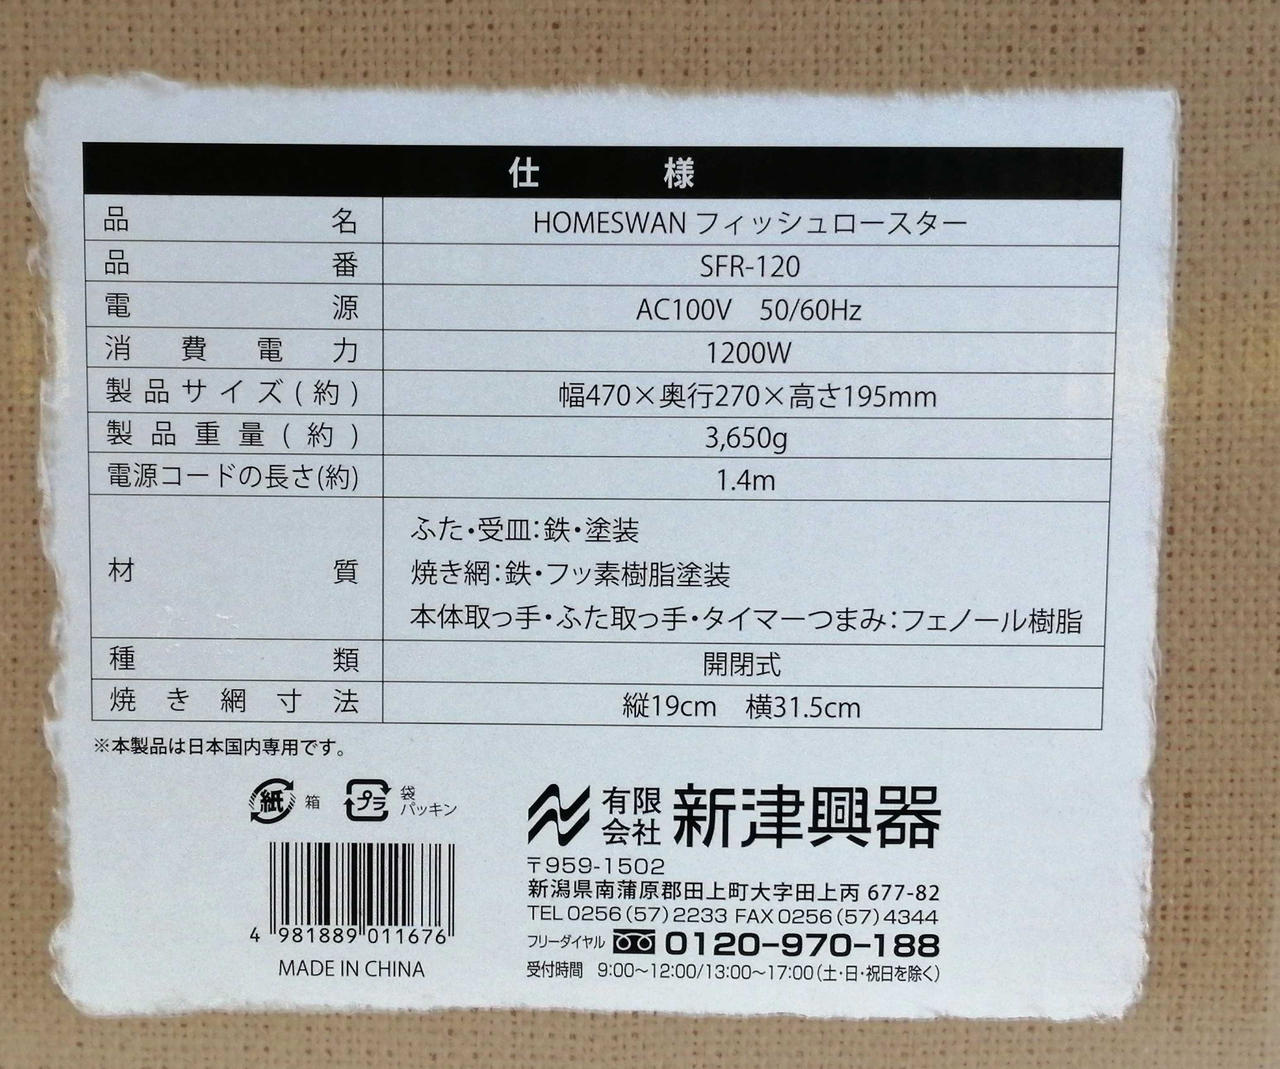 仕様
品名 HOMESWAN フィッシュロースター
品番 SFR-120
電源 AC100V 50/60Hz
消費電力 1200W
製品サイズ(約) 幅470×奥行270×高さ195mm
製品重量(約) 3,650g
電源コードの長さ(約) 1.4m
材質 ふた・受皿:鉄・塗装
焼き網:鉄・フッ素樹脂塗装
本体取っ手・ふた取っ手・タイマーつまみ:フェノール樹脂
種類 開閉式
焼き網寸法 縦19cm 横31.5cm
※本製品は日本国内専用です。
紙 箱 プラ 袋 パッキン
4 981889 011676
MADE IN CHINA
有限会社 新津興器
〒959-1502
新潟県南蒲原郡田上町大字田上丙 677-82
TEL 0256(57)2233 FAX 0256(57)4344
フリーダイヤル 0120-970-188
受付時間 9:00~12:00/13:00~17:00(土・日・祝日を除く)